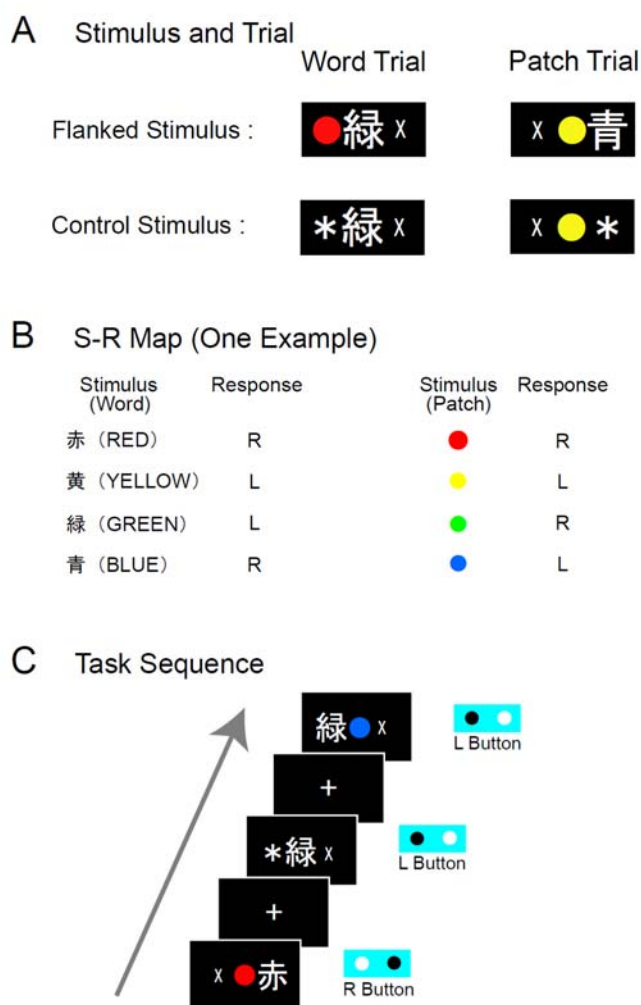 A Stimulus and Trial
Word Trial Patch Trial
Flanked Stimulus : 緑 X X 青
Control Stimulus : *緑 X X *
B S-R Map (One Example)
Stimulus (Word) Response Stimulus (Patch) Response
赤（RED） R R
黄（YELLOW） L L
緑（GREEN） L R
青（BLUE） R L
C Task Sequence
緑 X
L Button
+
*緑 X
L Button
+
X 赤
R Button